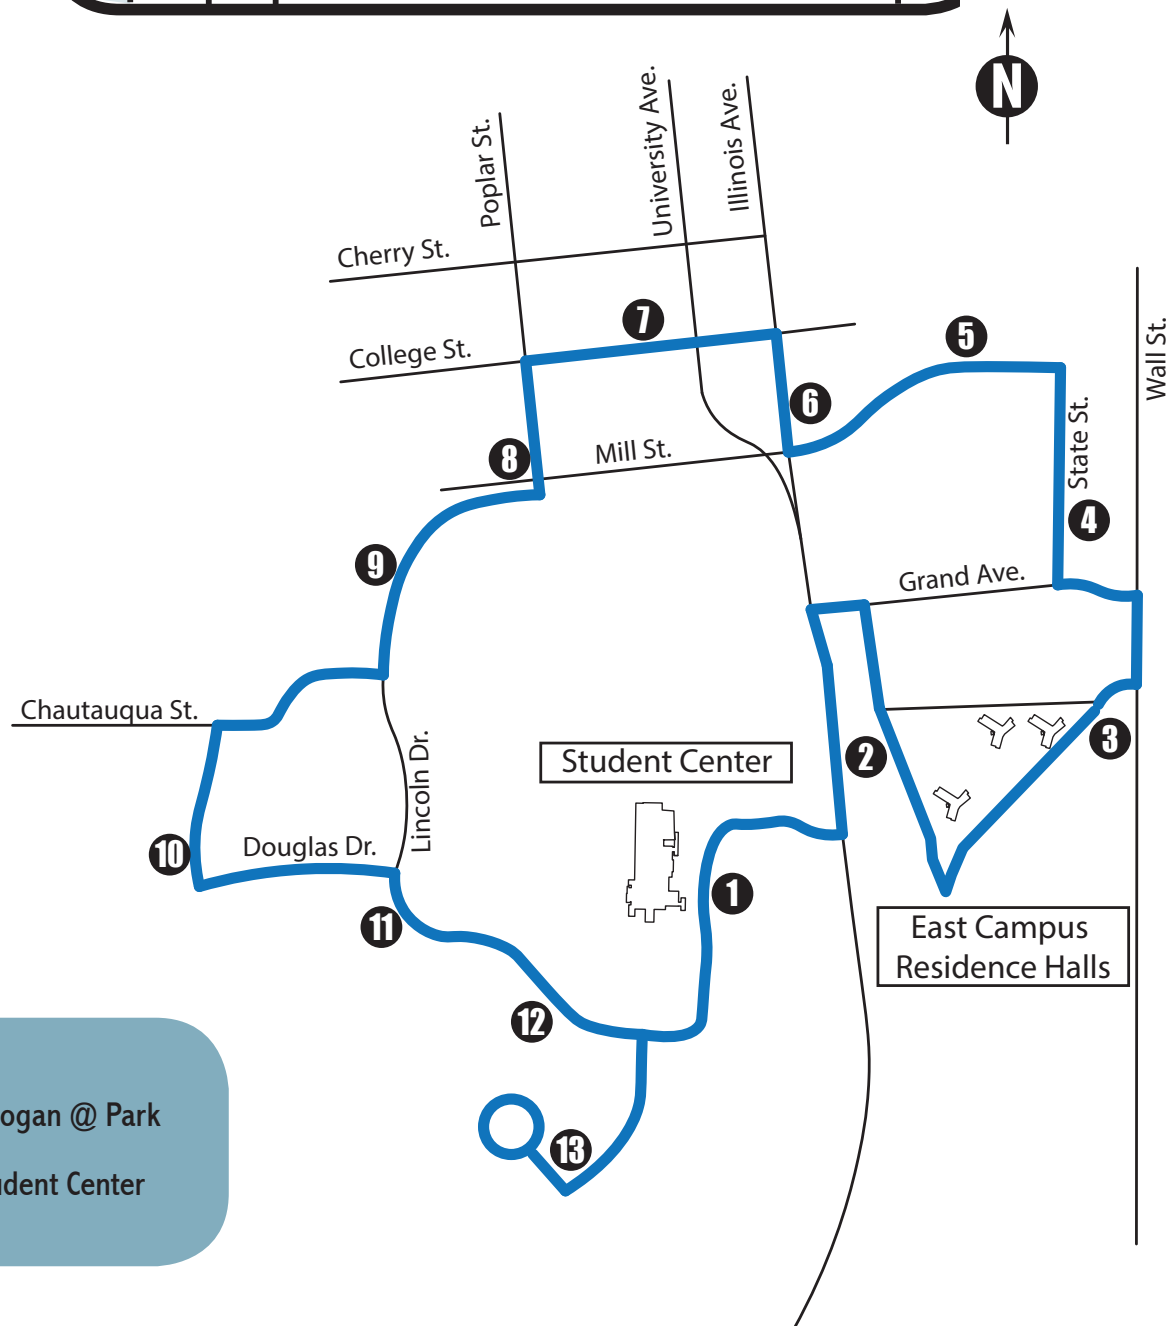 N
Poplar St.
University Ave.
Illinois Ave.
Cherry St.
7
5
College St.
Wall St.
6
State St.
8
Mill St.
4
9
Grand Ave.
Chautauqua St.
Lincoln Dr.
Student Center
2
3
10
Douglas Dr.
1
11
East Campus
Residence Halls
12
ogan @ Park
13
dent Center